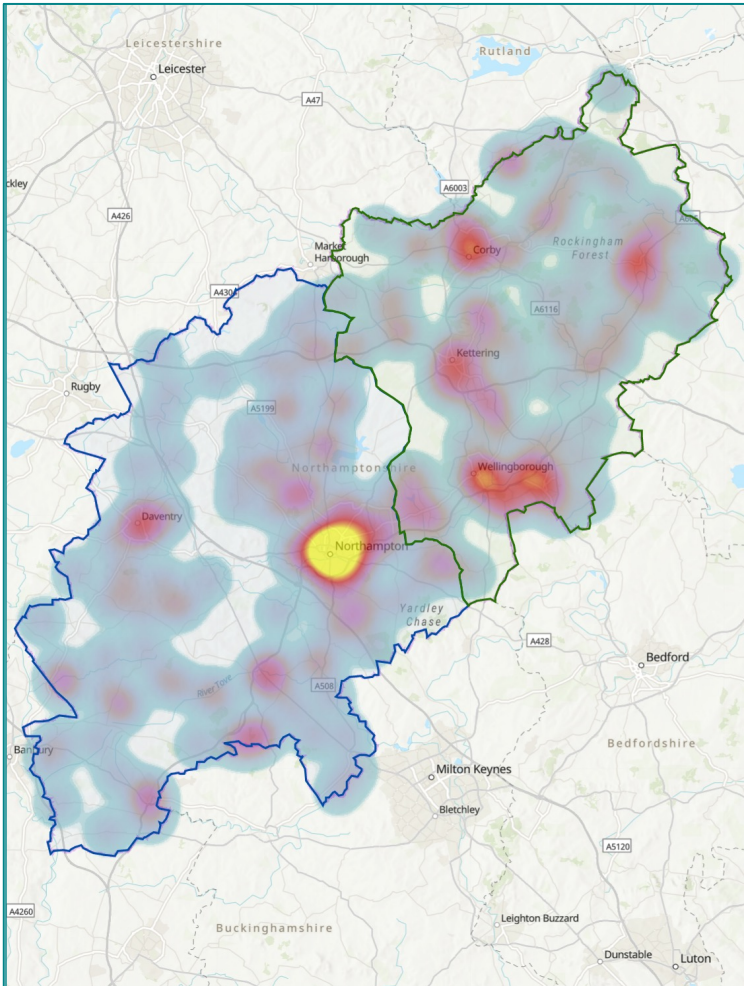 Leicestershire
Rutland
Leicester
A47
A6003
ckley
A426
Corby
Rockingham
Forest
Market
Harborough
A4304
A6116
Kettering
Rugby
A5199
Northamptonshire
Wellingborough
Daventry
Northampton
Yardley
Chase
A428
Bedford
River Tove
A508
Banbury
Bedfordshire
Milton Keynes
Bletchley
A5120
A4260
Buckinghamshire
Leighton Buzzard
Dunstable
Luton